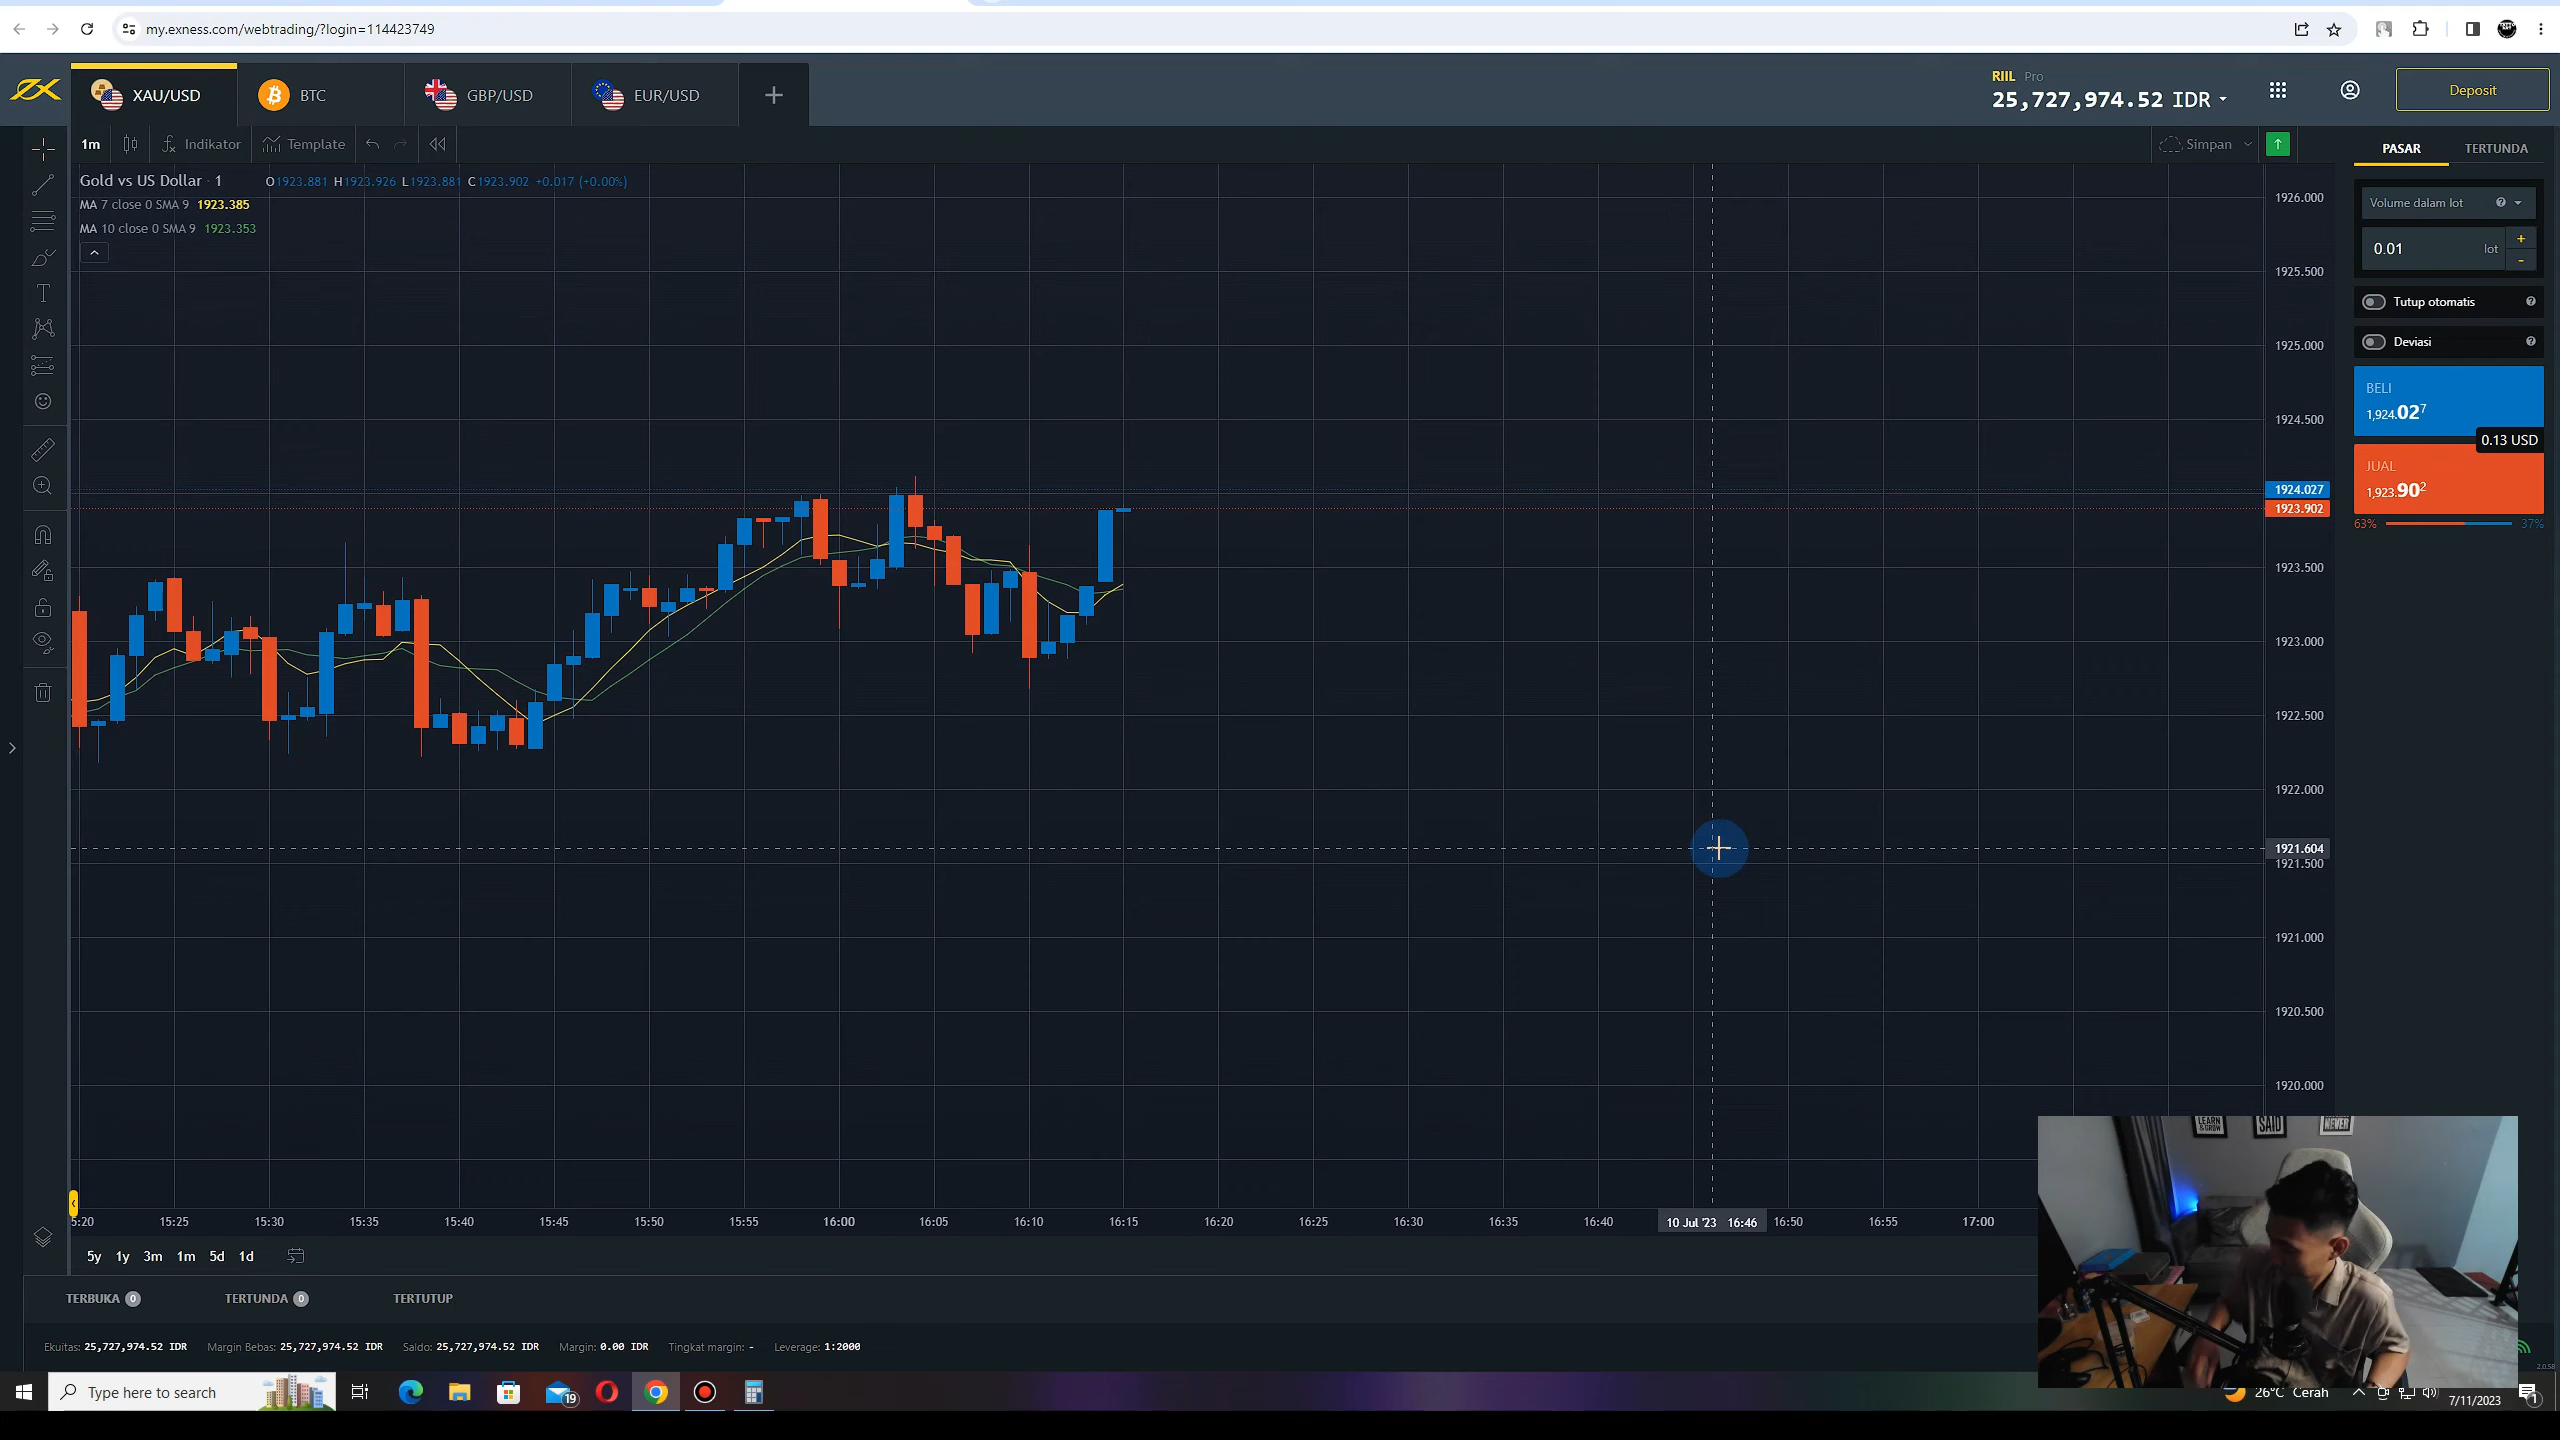 my.exness.com/webtrading/?login=114423749
XAU/USD
BTC
GBP/USD
EUR/USD
RIIL Pro
25,727,974.52 IDR
Deposit
1m
Indikator
Template
Simpan
PASAR
TERTUNDA
Gold vs US Dollar · 1 O1923.881 H1923.926 L1923.881 C1923.902 +0.017 (+0.00%)
MA 7 close 0 SMA 9 1923.385
MA 10 close 0 SMA 9 1923.353
Volume dalam lot
0.01 lot
+
-
Tutup otomatis
Deviasi
BELI
1,924.027
0.13 USD
JUAL
1,923.902
63% 37%
1926.000
1925.500
1925.000
1924.500
1924.027
1923.902
1923.500
1923.000
1922.500
1922.000
1921.604
1921.500
1921.000
1920.500
1920.000
5:20 15:25 15:30 15:35 15:40 15:45 15:50 15:55 16:00 16:05 16:10 16:15 16:20 16:25 16:30 16:35 16:40 10 Jul '23 16:46 16:50 16:55 17:00
5y 1y 3m 1m 5d 1d
LEARN
& GROW
SAID
NEVER
TERBUKA 0 TERTUNDA 0 TERTUTUP
Ekuitas: 25,727,974.52 IDR Margin Bebas: 25,727,974.52 IDR Saldo: 25,727,974.52 IDR Margin: 0.00 IDR Tingkat margin: - Leverage: 1:2000
Type here to search
19
26°C Cerah
7/11/2023
1